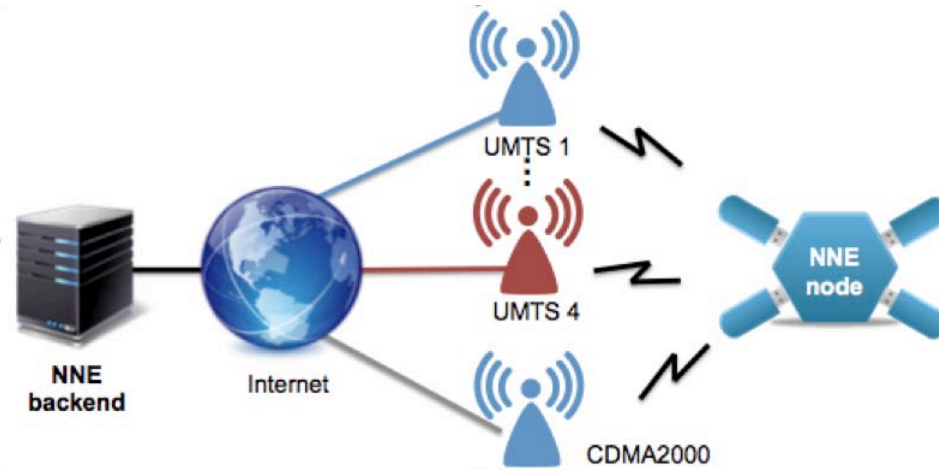 UMTS 1
UMTS 4
NNE
node
NNE
backend
Internet
CDMA2000